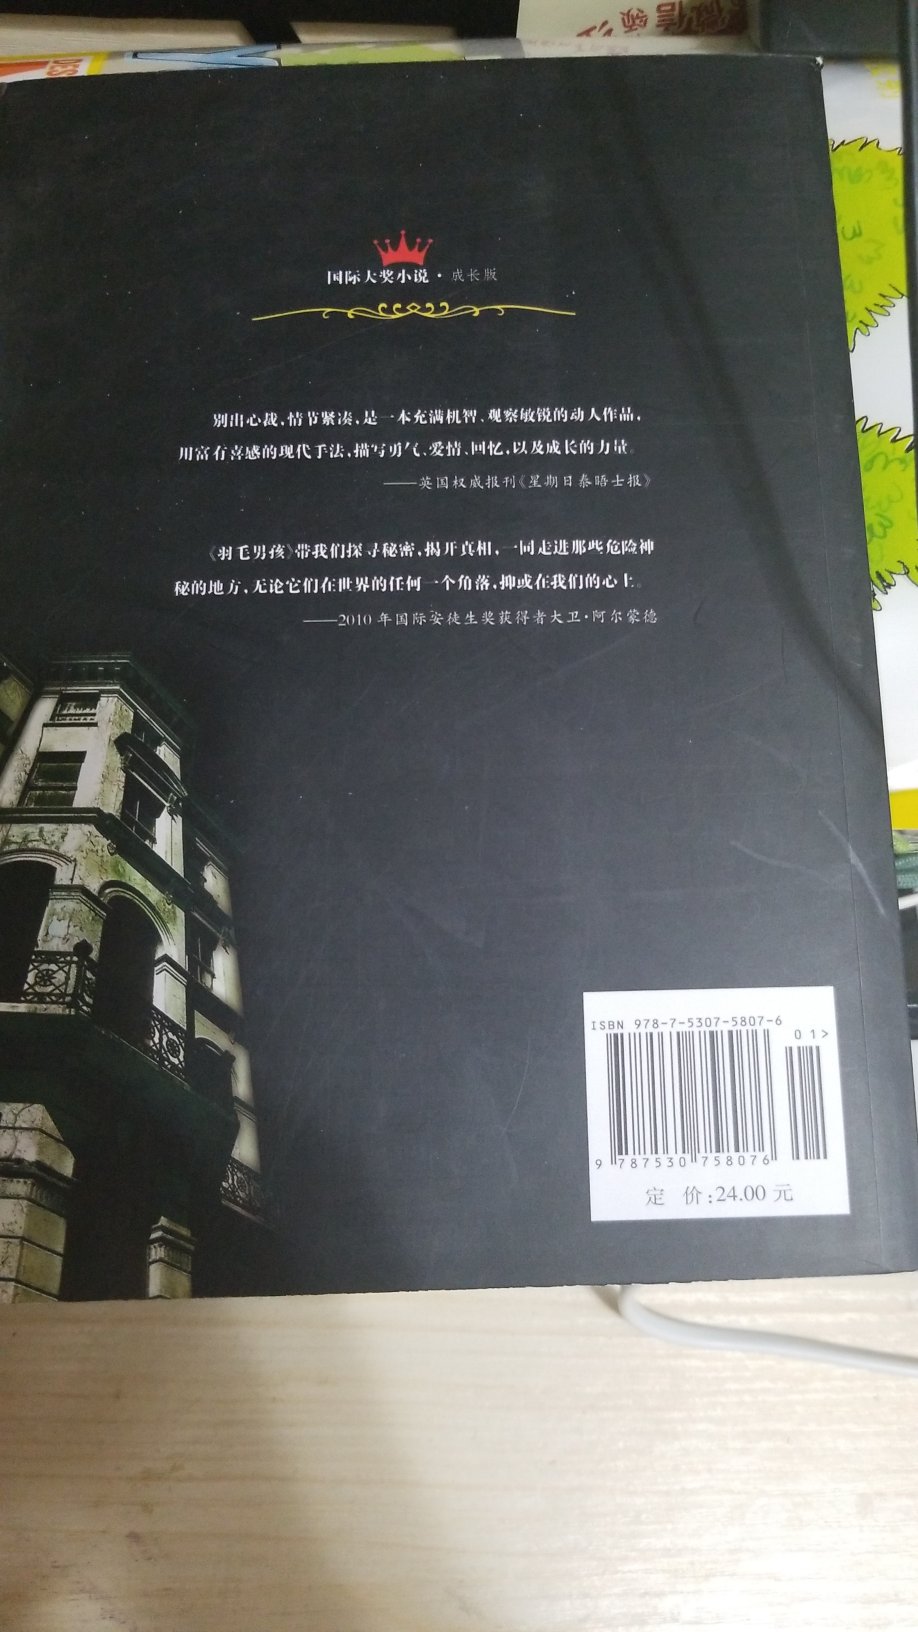 国际大奖小说·成长版
别出心裁,情节紧凑,是一本充满机智、观察敏锐的动人作品,
用富有喜感的现代手法,描写勇气、爱情、回忆,以及成长的力量。
——英国权威报刊《星期日泰晤士报》
《羽毛男孩》带我们探寻秘密,揭开真相,一同走进那些危险神
秘的地方,无论它们在世界的任何一个角落,抑或在我们的心上。
——2010年国际安徒生奖获得者大卫·阿尔蒙德
ISBN 978-7-5307-5807-6
01>
9 787530 758076
定 价:24.00 元